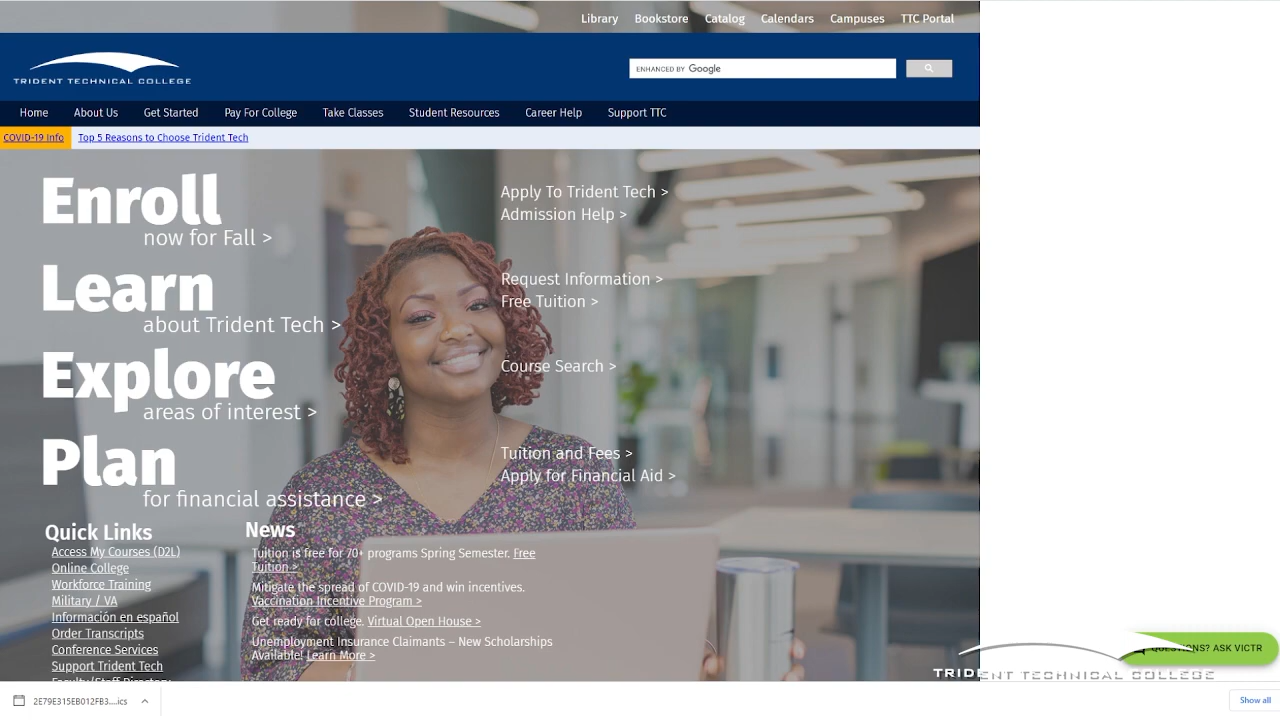 Library Bookstore Catalog Calendars Campuses TTC Portal
TRIDENT TECHNICAL COLLEGE
ENHANCED BY Google
Home About Us Get Started Pay For College Take Classes Student Resources Career Help Support TTC
COVID-19 Info Top 5 Reasons to Choose Trident Tech
Enroll
now for Fall >
Apply To Trident Tech >
Admission Help >
Learn
about Trident Tech >
Request Information >
Free Tuition >
Explore
areas of interest >
Course Search >
Plan
for financial assistance >
Tuition and Fees >
Apply for Financial Aid >
Quick Links
Access My Courses (D2L)
Online College
Workforce Training
Military / VA
Información en español
Order Transcripts
Conference Services
Support Trident Tech
Faculty/Staff Directory
News
Tuition is free for 70+ programs Spring Semester. Free
Tuition >
Mitigate the spread of COVID-19 and win incentives.
Vaccination Incentive Program >
Get ready for college. Virtual Open House >
Unemployment Insurance Claimants – New Scholarships
Available! Learn More >
QUESTIONS? ASK VICTR
TRIDENT TECHNICAL COLLEGE
2E79E315EB012FB3....ics
Show all